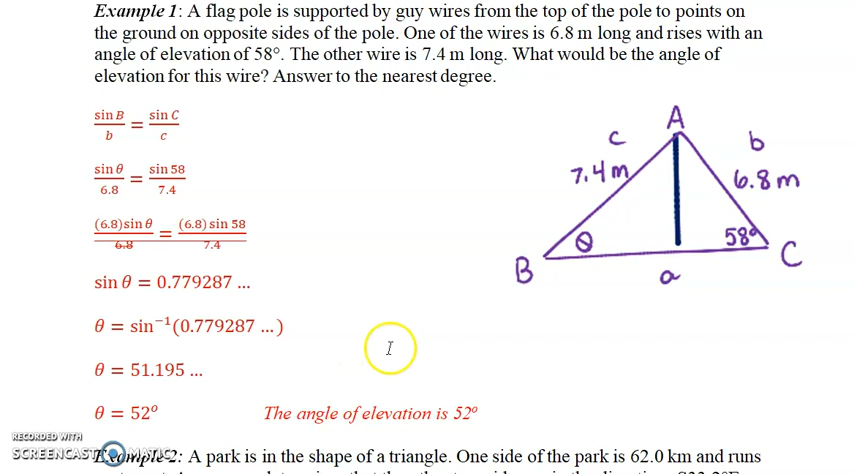 Example 1: A flag pole is supported by guy wires from the top of the pole to points on
the ground on opposite sides of the pole. One of the wires is 6.8 m long and rises with an
angle of elevation of 58°. The other wire is 7.4 m long. What would be the angle of
elevation for this wire? Answer to the nearest degree.
sin B / b = sin C / c
sin θ / 6.8 = sin 58 / 7.4
(6.8) sin θ / 6.8 = (6.8) sin 58 / 7.4
sin θ = 0.779287 ...
θ = sin⁻¹(0.779287 ...)
θ = 51.195 ...
θ = 52° The angle of elevation is 52°
A
c
b
7.4 m
6.8 m
θ
58°
B
C
a
RECORDED WITH
SCREENCAST MATIC
Example 2: A park is in the shape of a triangle. One side of the park is 62.0 km and runs